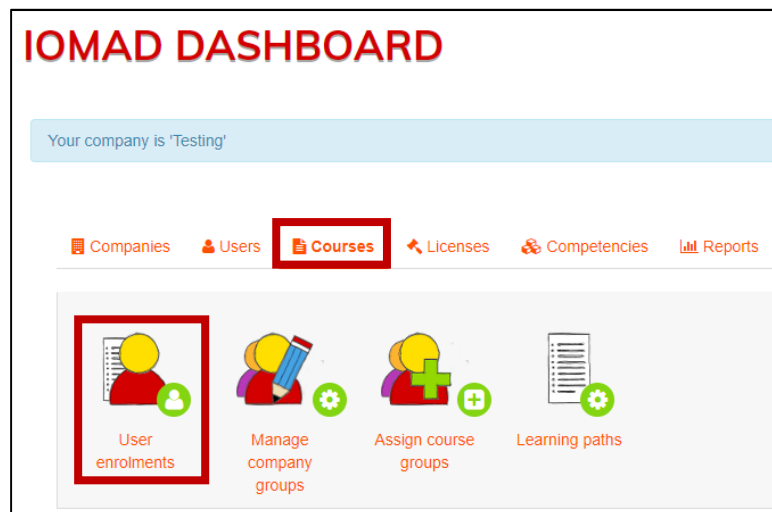 IOMAD DASHBOARD
Your company is 'Testing'
Companies Users Courses Licenses Competencies Reports
User enrolments
Manage company groups
Assign course groups
Learning paths